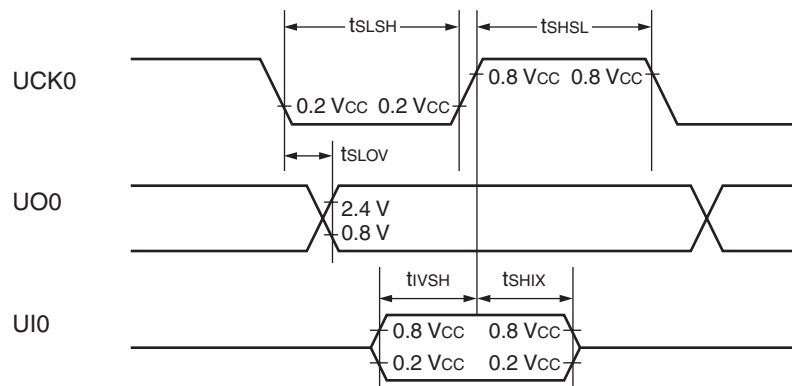 tSLSH tSHSL
UCK0
0.8 VCC 0.8 VCC
0.2 VCC 0.2 VCC
tSLOV
UO0
2.4 V
0.8 V
tIVSH tSHIX
UI0
0.8 VCC 0.8 VCC
0.2 VCC 0.2 VCC